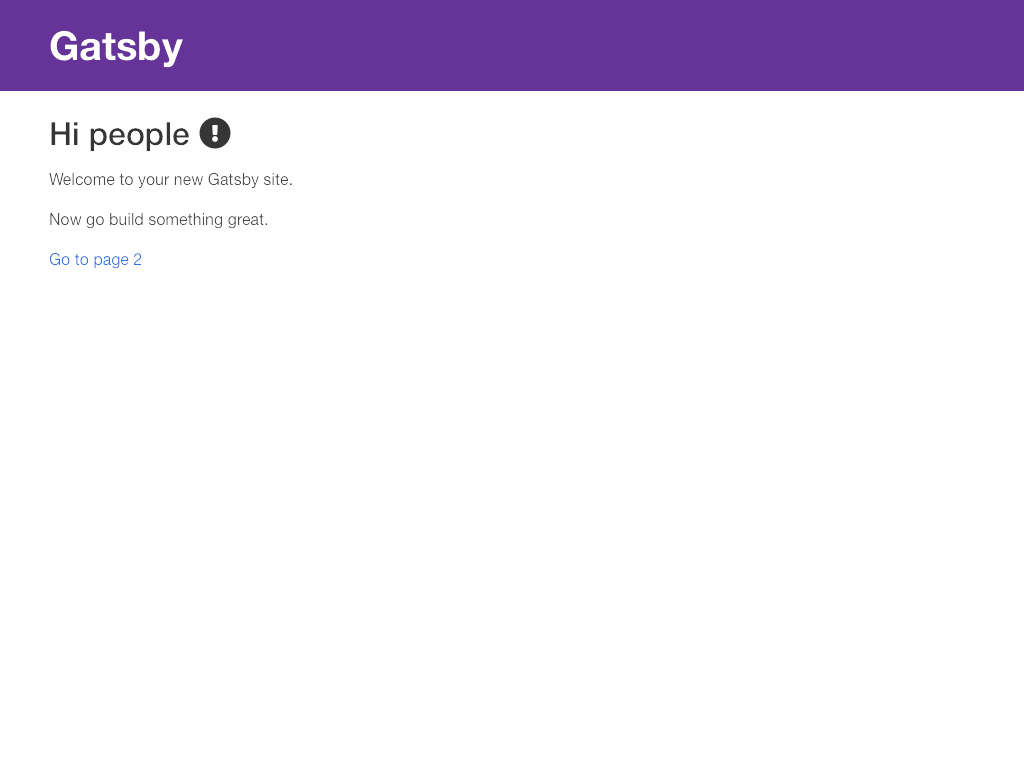 Gatsby
Hi people
Welcome to your new Gatsby site.
Now go build something great.
Go to page 2